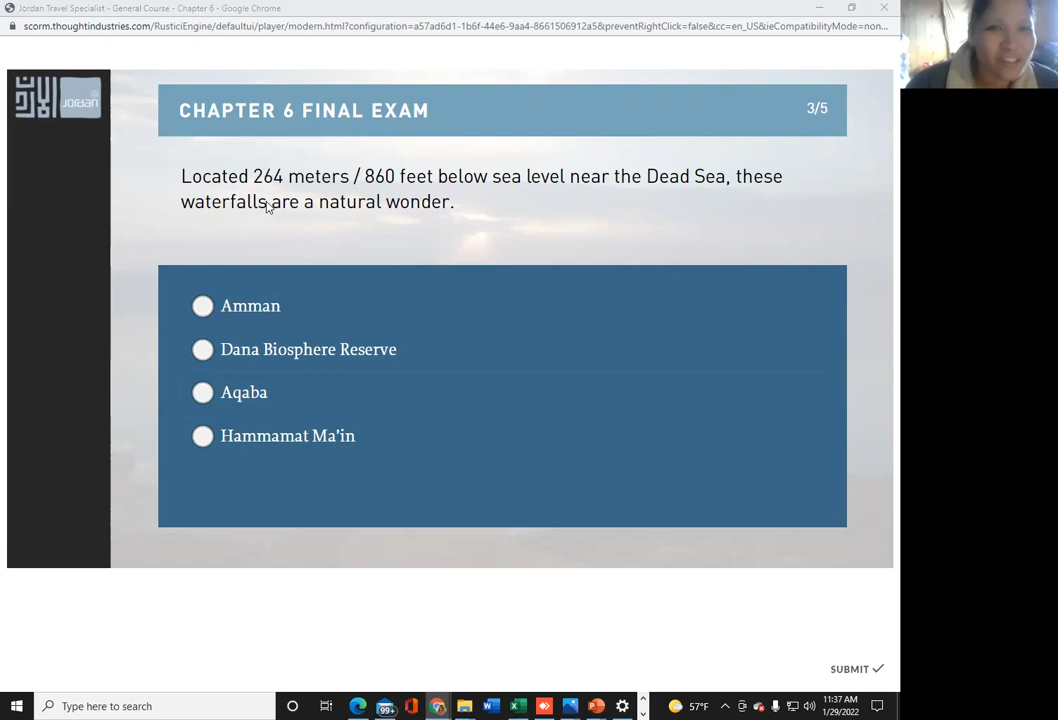 Jordan Travel Specialist - General Course - Chapter 6 - Google Chrome
scorm.thoughtindustries.com/RusticiEngine/defaultui/player/modern.html?configuration=a57ad6d1-1b6f-44e6-9aa4-8661506912a5&preventRightClick=false&cc=en_US&ieCompatibilityMode=non...
الأردن
Jordan
CHAPTER 6 FINAL EXAM
3/5
Located 264 meters / 860 feet below sea level near the Dead Sea, these
waterfalls are a natural wonder.
Amman
Dana Biosphere Reserve
Aqaba
Hammamat Ma’in
SUBMIT
Type here to search
99+
57°F
11:37 AM
1/29/2022